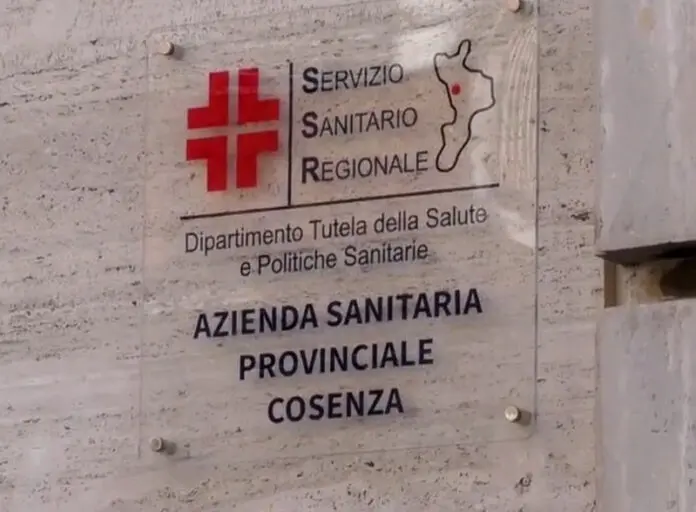 SERVIZIO
SANITARIO
REGIONALE
Dipartimento Tutela della Salute
e Politiche Sanitarie
AZIENDA SANITARIA
PROVINCIALE
COSENZA